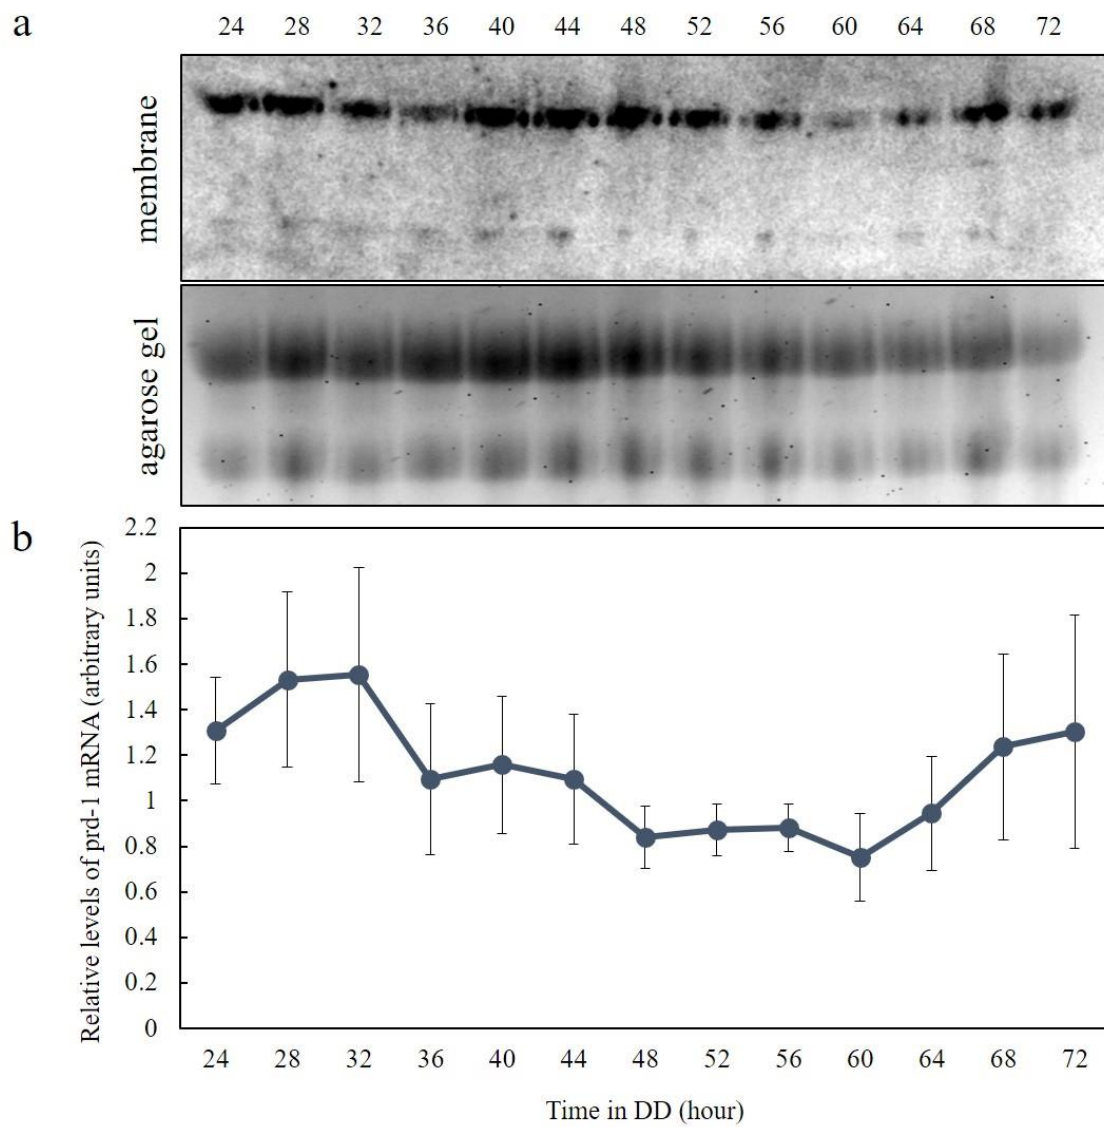 a
24 28 32 36 40 44 48 52 56 60 64 68 72
membrane
agarose gel
b
Relative levels of prd-1 mRNA (arbitrary units)
2.2
2
1.8
1.6
1.4
1.2
1
0.8
0.6
0.4
0.2
0
24 28 32 36 40 44 48 52 56 60 64 68 72
Time in DD (hour)